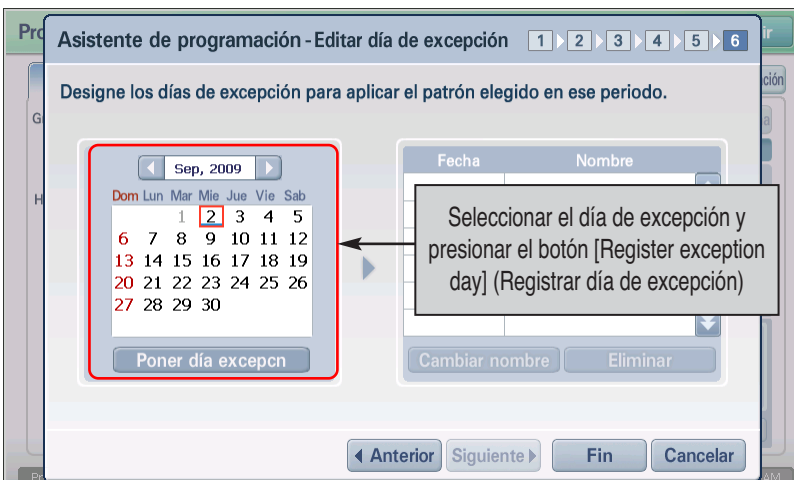 Asistente de programación - Editar día de excepción 1 2 3 4 5 6
Designe los días de excepción para aplicar el patrón elegido en ese periodo.
Sep, 2009
Dom Lun Mar Mie Jue Vie Sab
1 2 3 4 5
6 7 8 9 10 11 12
13 14 15 16 17 18 19
20 21 22 23 24 25 26
27 28 29 30
Poner día excepcn
Fecha Nombre
Seleccionar el día de excepción y
presionar el botón [Register exception
day] (Registrar día de excepción)
Cambiar nombre Eliminar
Anterior Siguiente Fin Cancelar